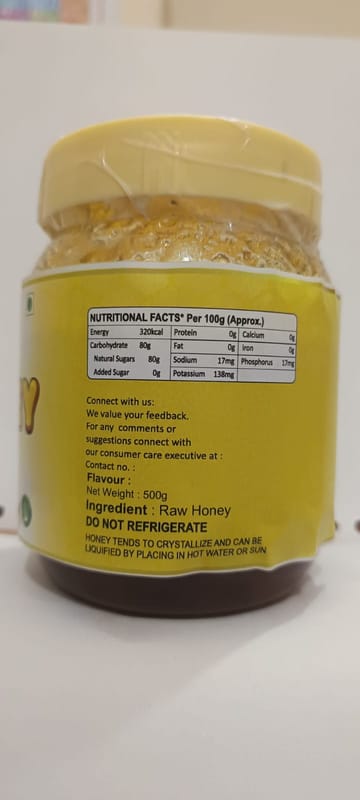 NUTRITIONAL FACTS* Per 100g (Approx.)
Energy 320kcal Protein 0g Calcium 0g
Carbohydrate 80g Fat 0g Iron 0g
Natural Sugars 80g Sodium 17mg Phosphorus 17mg
Added Sugar 0g Potassium 138mg
Connect with us:
We value your feedback.
For any comments or
suggestions connect with
our consumer care executive at :
Contact no. :
Flavour :
Net Weight : 500g
Ingredient : Raw Honey
DO NOT REFRIGERATE
HONEY TENDS TO CRYSTALLIZE AND CAN BE
LIQUIFIED BY PLACING IN HOT WATER OR SUN